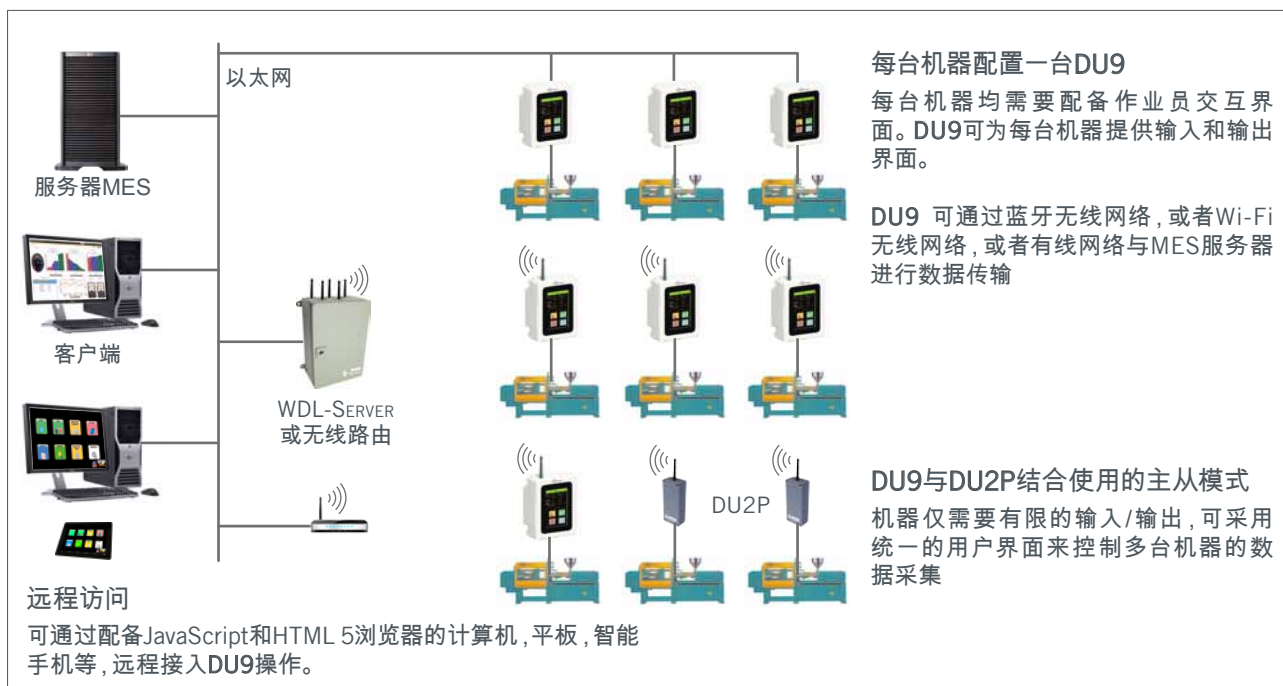 以太网
服务器MES
客户端
WDL-SERVER
或无线路由
DU2P
远程访问
可通过配备JavaScript和HTML 5浏览器的计算机,平板,智能
手机等,远程接入DU9操作。
每台机器配置一台DU9
每台机器均需要配备作业员交互界
面。DU9可为每台机器提供输入和输出
界面。
DU9 可通过蓝牙无线网络,或者Wi-Fi
无线网络,或者有线网络与MES服务器
进行数据传输
DU9与DU2P结合使用的主从模式
机器仅需要有限的输入/输出,可采用
统一的用户界面来控制多台机器的数
据采集